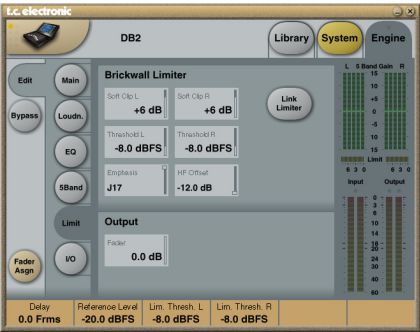 t.c. electronic
DB2
Library
System
Engine
Edit
Bypass
Fader
Asgn
Main
Loudn.
EQ
5Band
Limit
I/O
Brickwall Limiter
Soft Clip L
+6 dB
Soft Clip R
+6 dB
Link
Limiter
Threshold L
-8.0 dBFS
Threshold R
-8.0 dBFS
Emphasis
J17
HF Offset
-12.0 dB
Output
Fader
0.0 dB
L 5 Band Gain R
15
10
+5
0
-5
10
15
Limit
6 3 0 6 3 0
Input Output
0
3
6
10
14
18
20
24
30
40
60
Delay
0.0 Frms
Reference Level
-20.0 dBFS
Lim. Thresh. L
-8.0 dBFS
Lim. Thresh. R
-8.0 dBFS